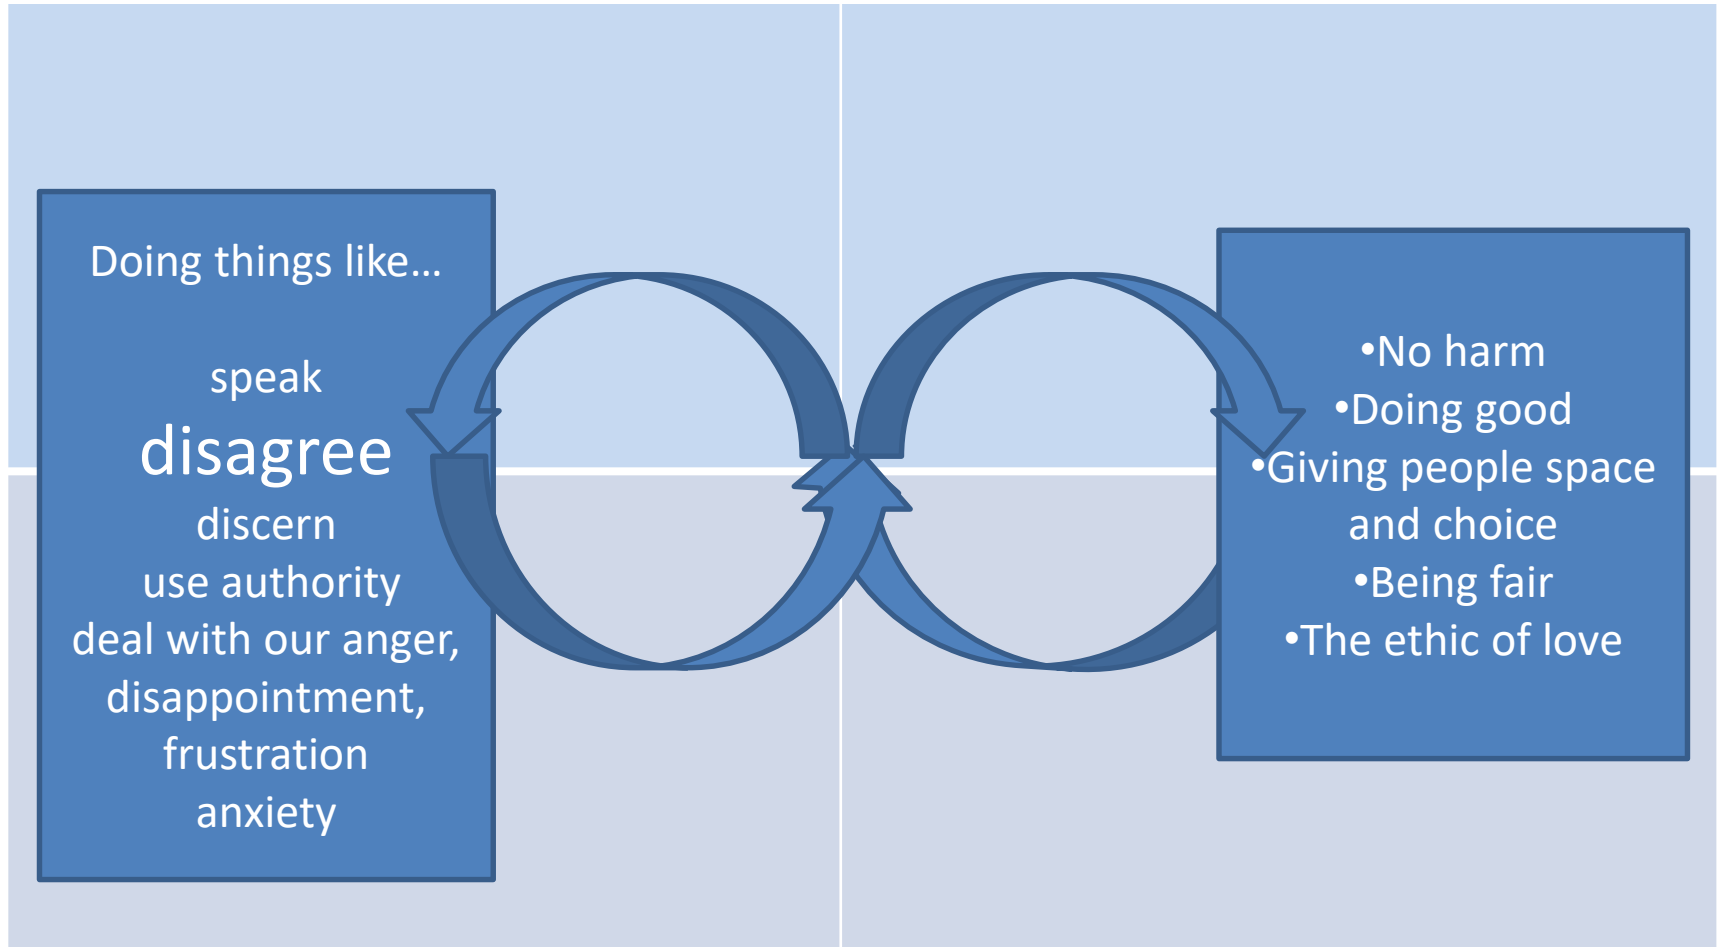 Doing things like...
speak
disagree
discern
use authority
deal with our anger,
disappointment,
frustration
anxiety
•No harm
•Doing good
•Giving people space
and choice
•Being fair
•The ethic of love